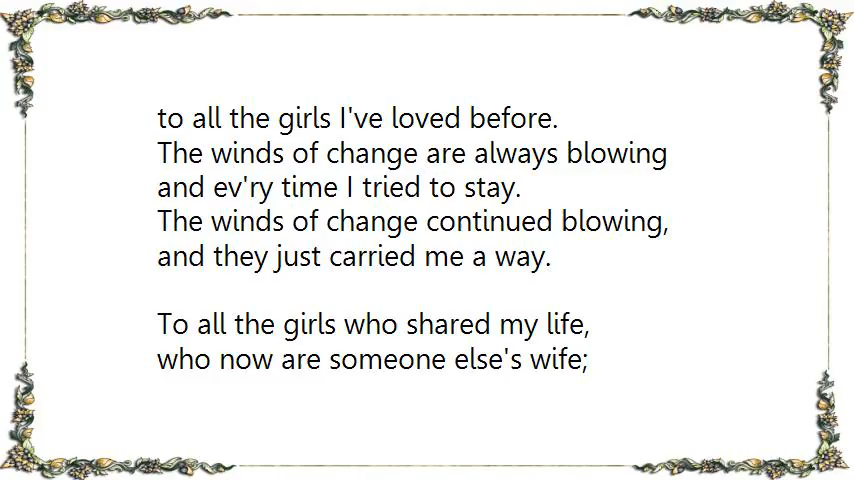 to all the girls I've loved before.
The winds of change are always blowing
and ev'ry time I tried to stay.
The winds of change continued blowing,
and they just carried me a way.
To all the girls who shared my life,
who now are someone else's wife;